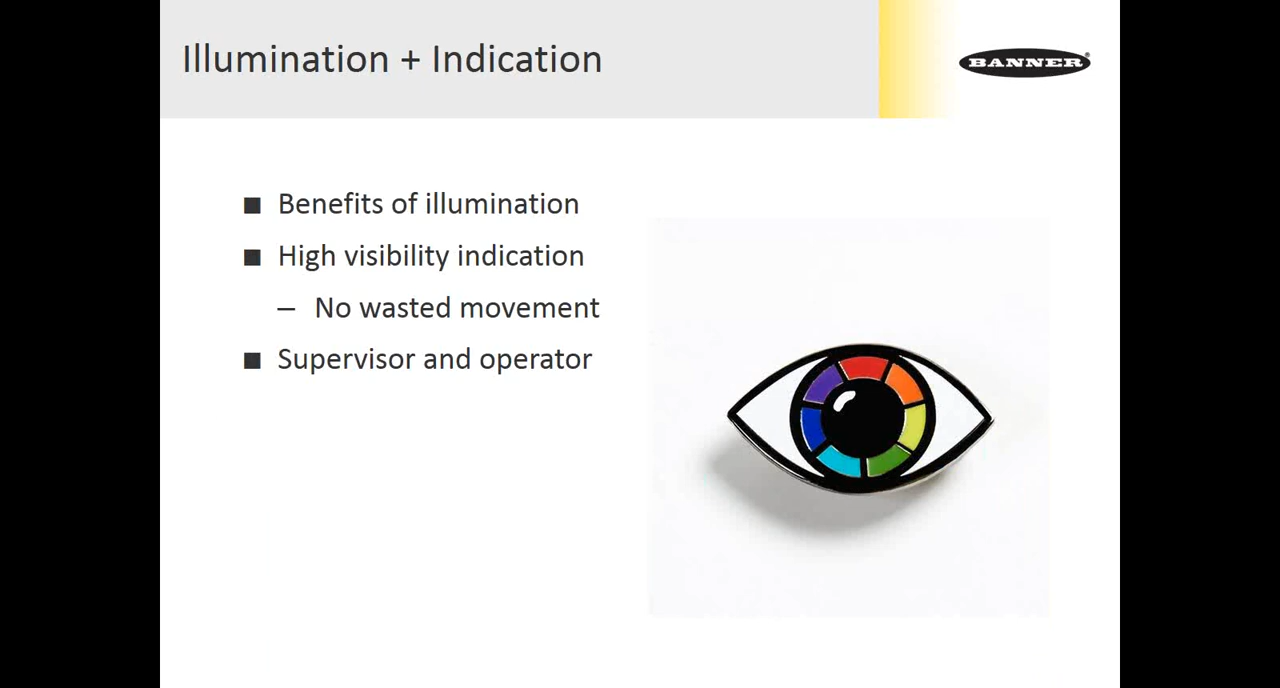 Illumination + Indication
BANNER
■ Benefits of illumination
■ High visibility indication
– No wasted movement
■ Supervisor and operator